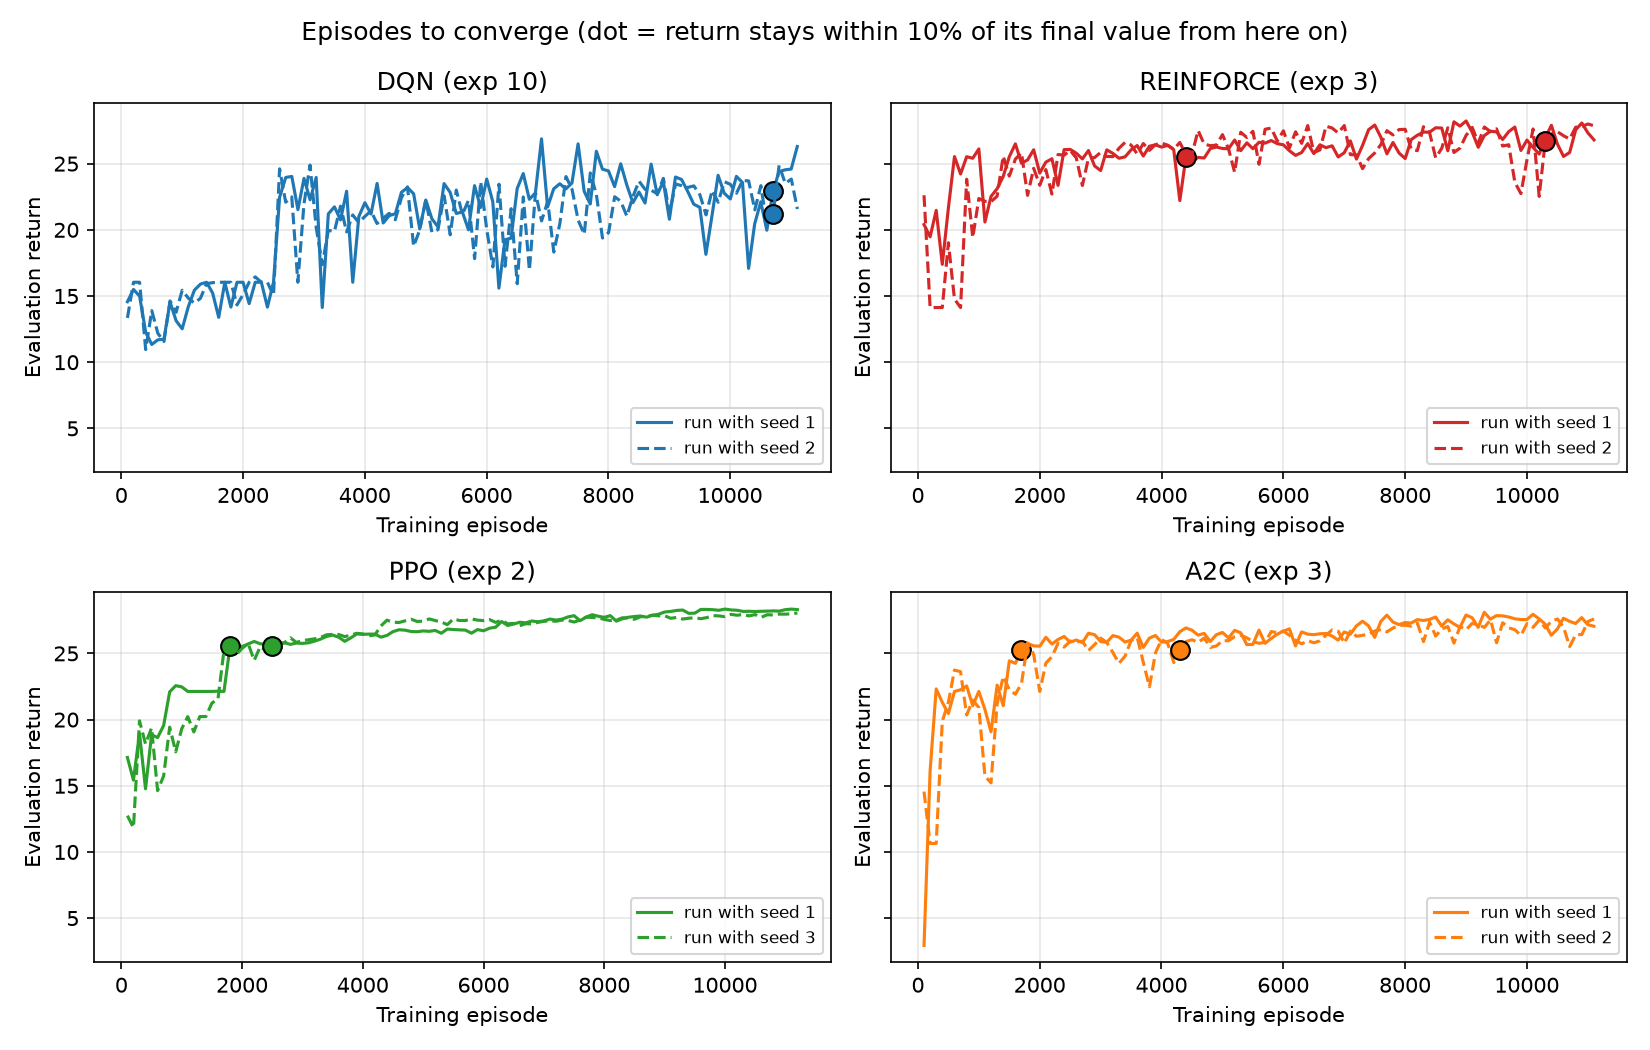 Episodes to converge (dot = return stays within 10% of its final value from here on)
DQN (exp 10)
Evaluation return
25
20
15
10
5
run with seed 1
run with seed 2
0 2000 4000 6000 8000 10000
Training episode
REINFORCE (exp 3)
Evaluation return
run with seed 1
run with seed 2
0 2000 4000 6000 8000 10000
Training episode
PPO (exp 2)
Evaluation return
25
20
15
10
5
run with seed 1
run with seed 3
0 2000 4000 6000 8000 10000
Training episode
A2C (exp 3)
Evaluation return
run with seed 1
run with seed 2
0 2000 4000 6000 8000 10000
Training episode